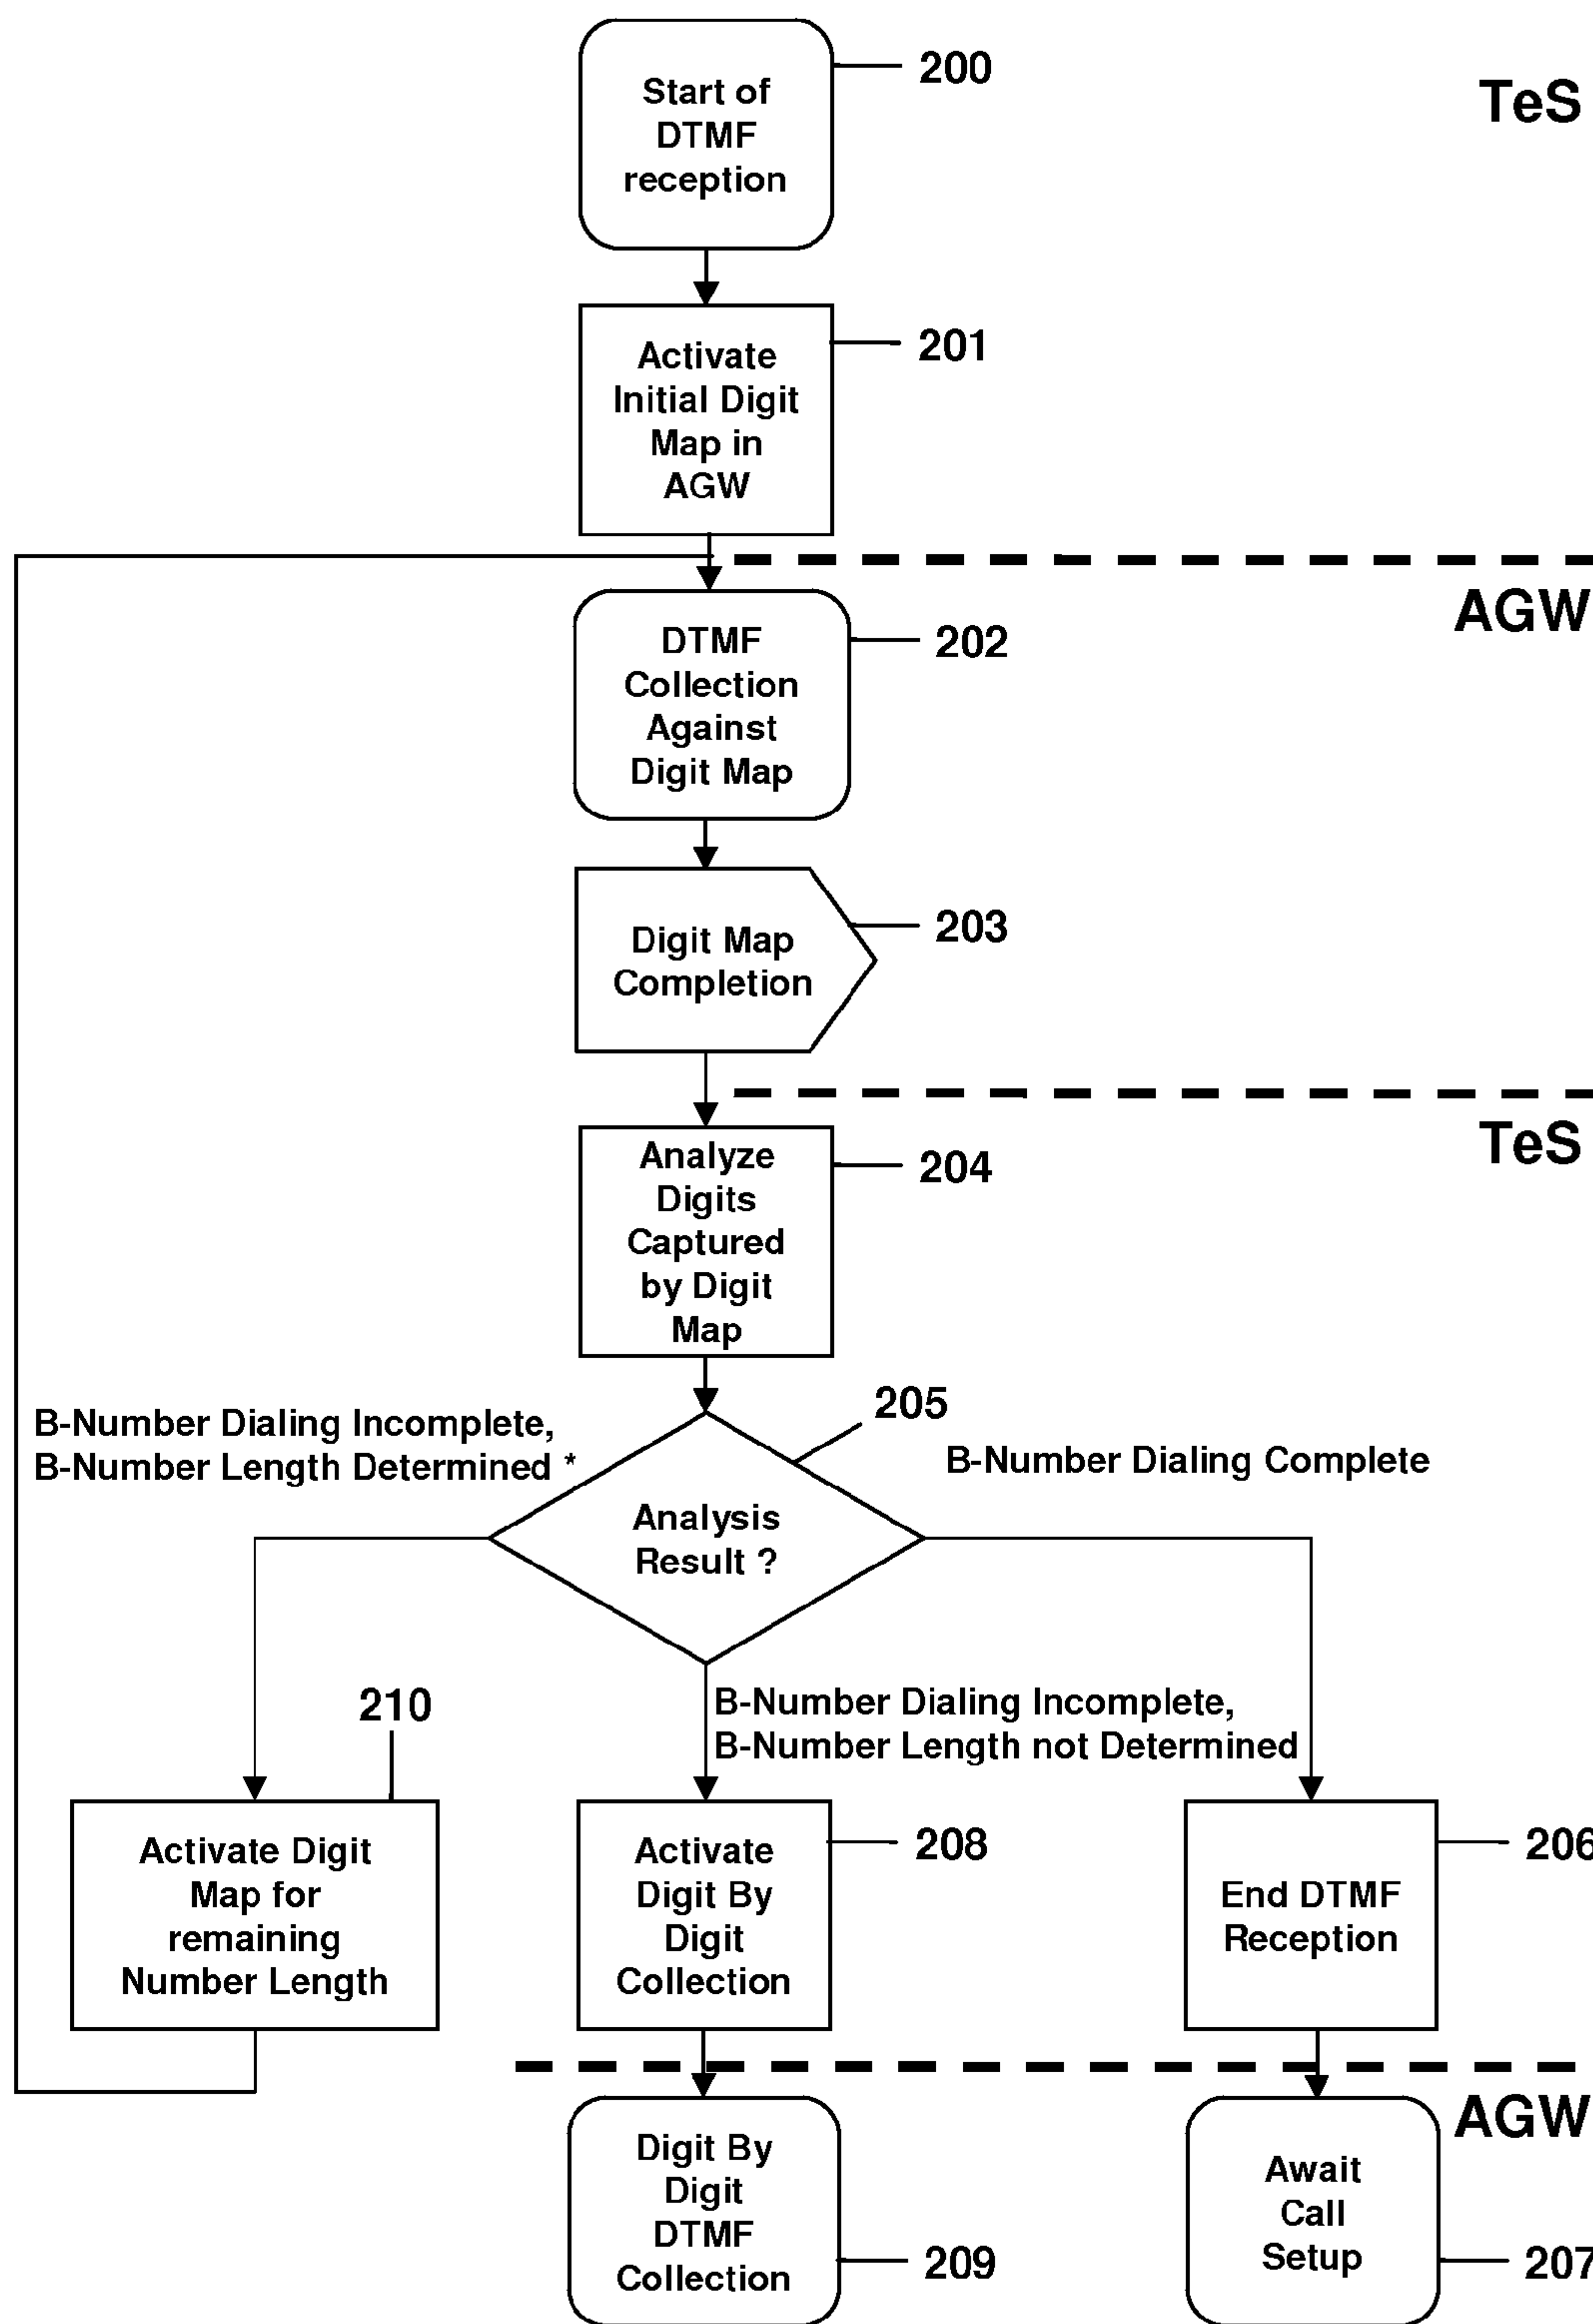 Start of
DTMF
reception
200
TeS
Activate
Initial Digit
Map in
AGW
201
AGW
DTMF
Collection
Against
Digit Map
202
Digit Map
Completion
203
TeS
Analyze
Digits
Captured
by Digit
Map
204
B-Number Dialing Incomplete,
B-Number Length Determined *
205
B-Number Dialing Complete
Analysis
Result ?
210
B-Number Dialing Incomplete,
B-Number Length not Determined
Activate Digit
Map for
remaining
Number Length
Activate
Digit By
Digit
Collection
208
End DTMF
Reception
206
AGW
Digit By
Digit
DTMF
Collection
209
Await
Call
Setup
207